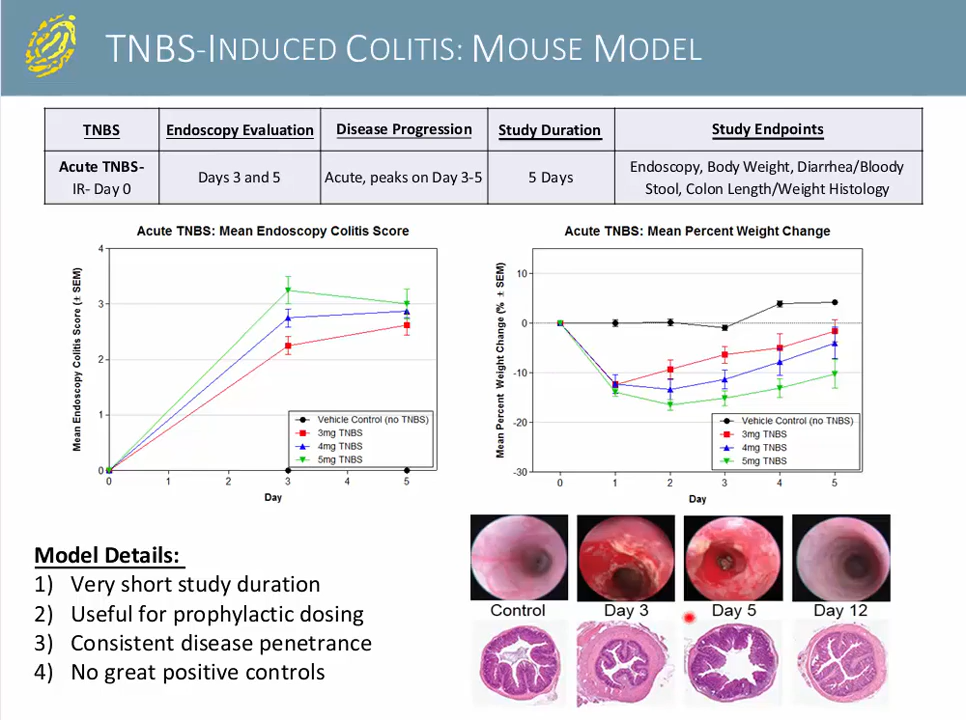 TNBS-INDUCED COLITIS: MOUSE MODEL
TNBS
Endoscopy Evaluation
Disease Progression
Study Duration
Study Endpoints
Acute TNBS-
IR- Day 0
Days 3 and 5
Acute, peaks on Day 3-5
5 Days
Endoscopy, Body Weight, Diarrhea/Bloody
Stool, Colon Length/Weight Histology
Acute TNBS: Mean Endoscopy Colitis Score
Mean Endoscopy Colitis Score (± SEM)
4
3
2
1
0
0 1 2 3 4 5
Day
Vehicle Control (no TNBS)
3mg TNBS
4mg TNBS
5mg TNBS
Acute TNBS: Mean Percent Weight Change
Mean Percent Weight Change (% ± SEM)
10
0
-10
-20
-30
0 1 2 3 4 5
Day
Vehicle Control (no TNBS)
3mg TNBS
4mg TNBS
5mg TNBS
Model Details:
1) Very short study duration
2) Useful for prophylactic dosing
3) Consistent disease penetrance
4) No great positive controls
Control Day 3 Day 5 Day 12